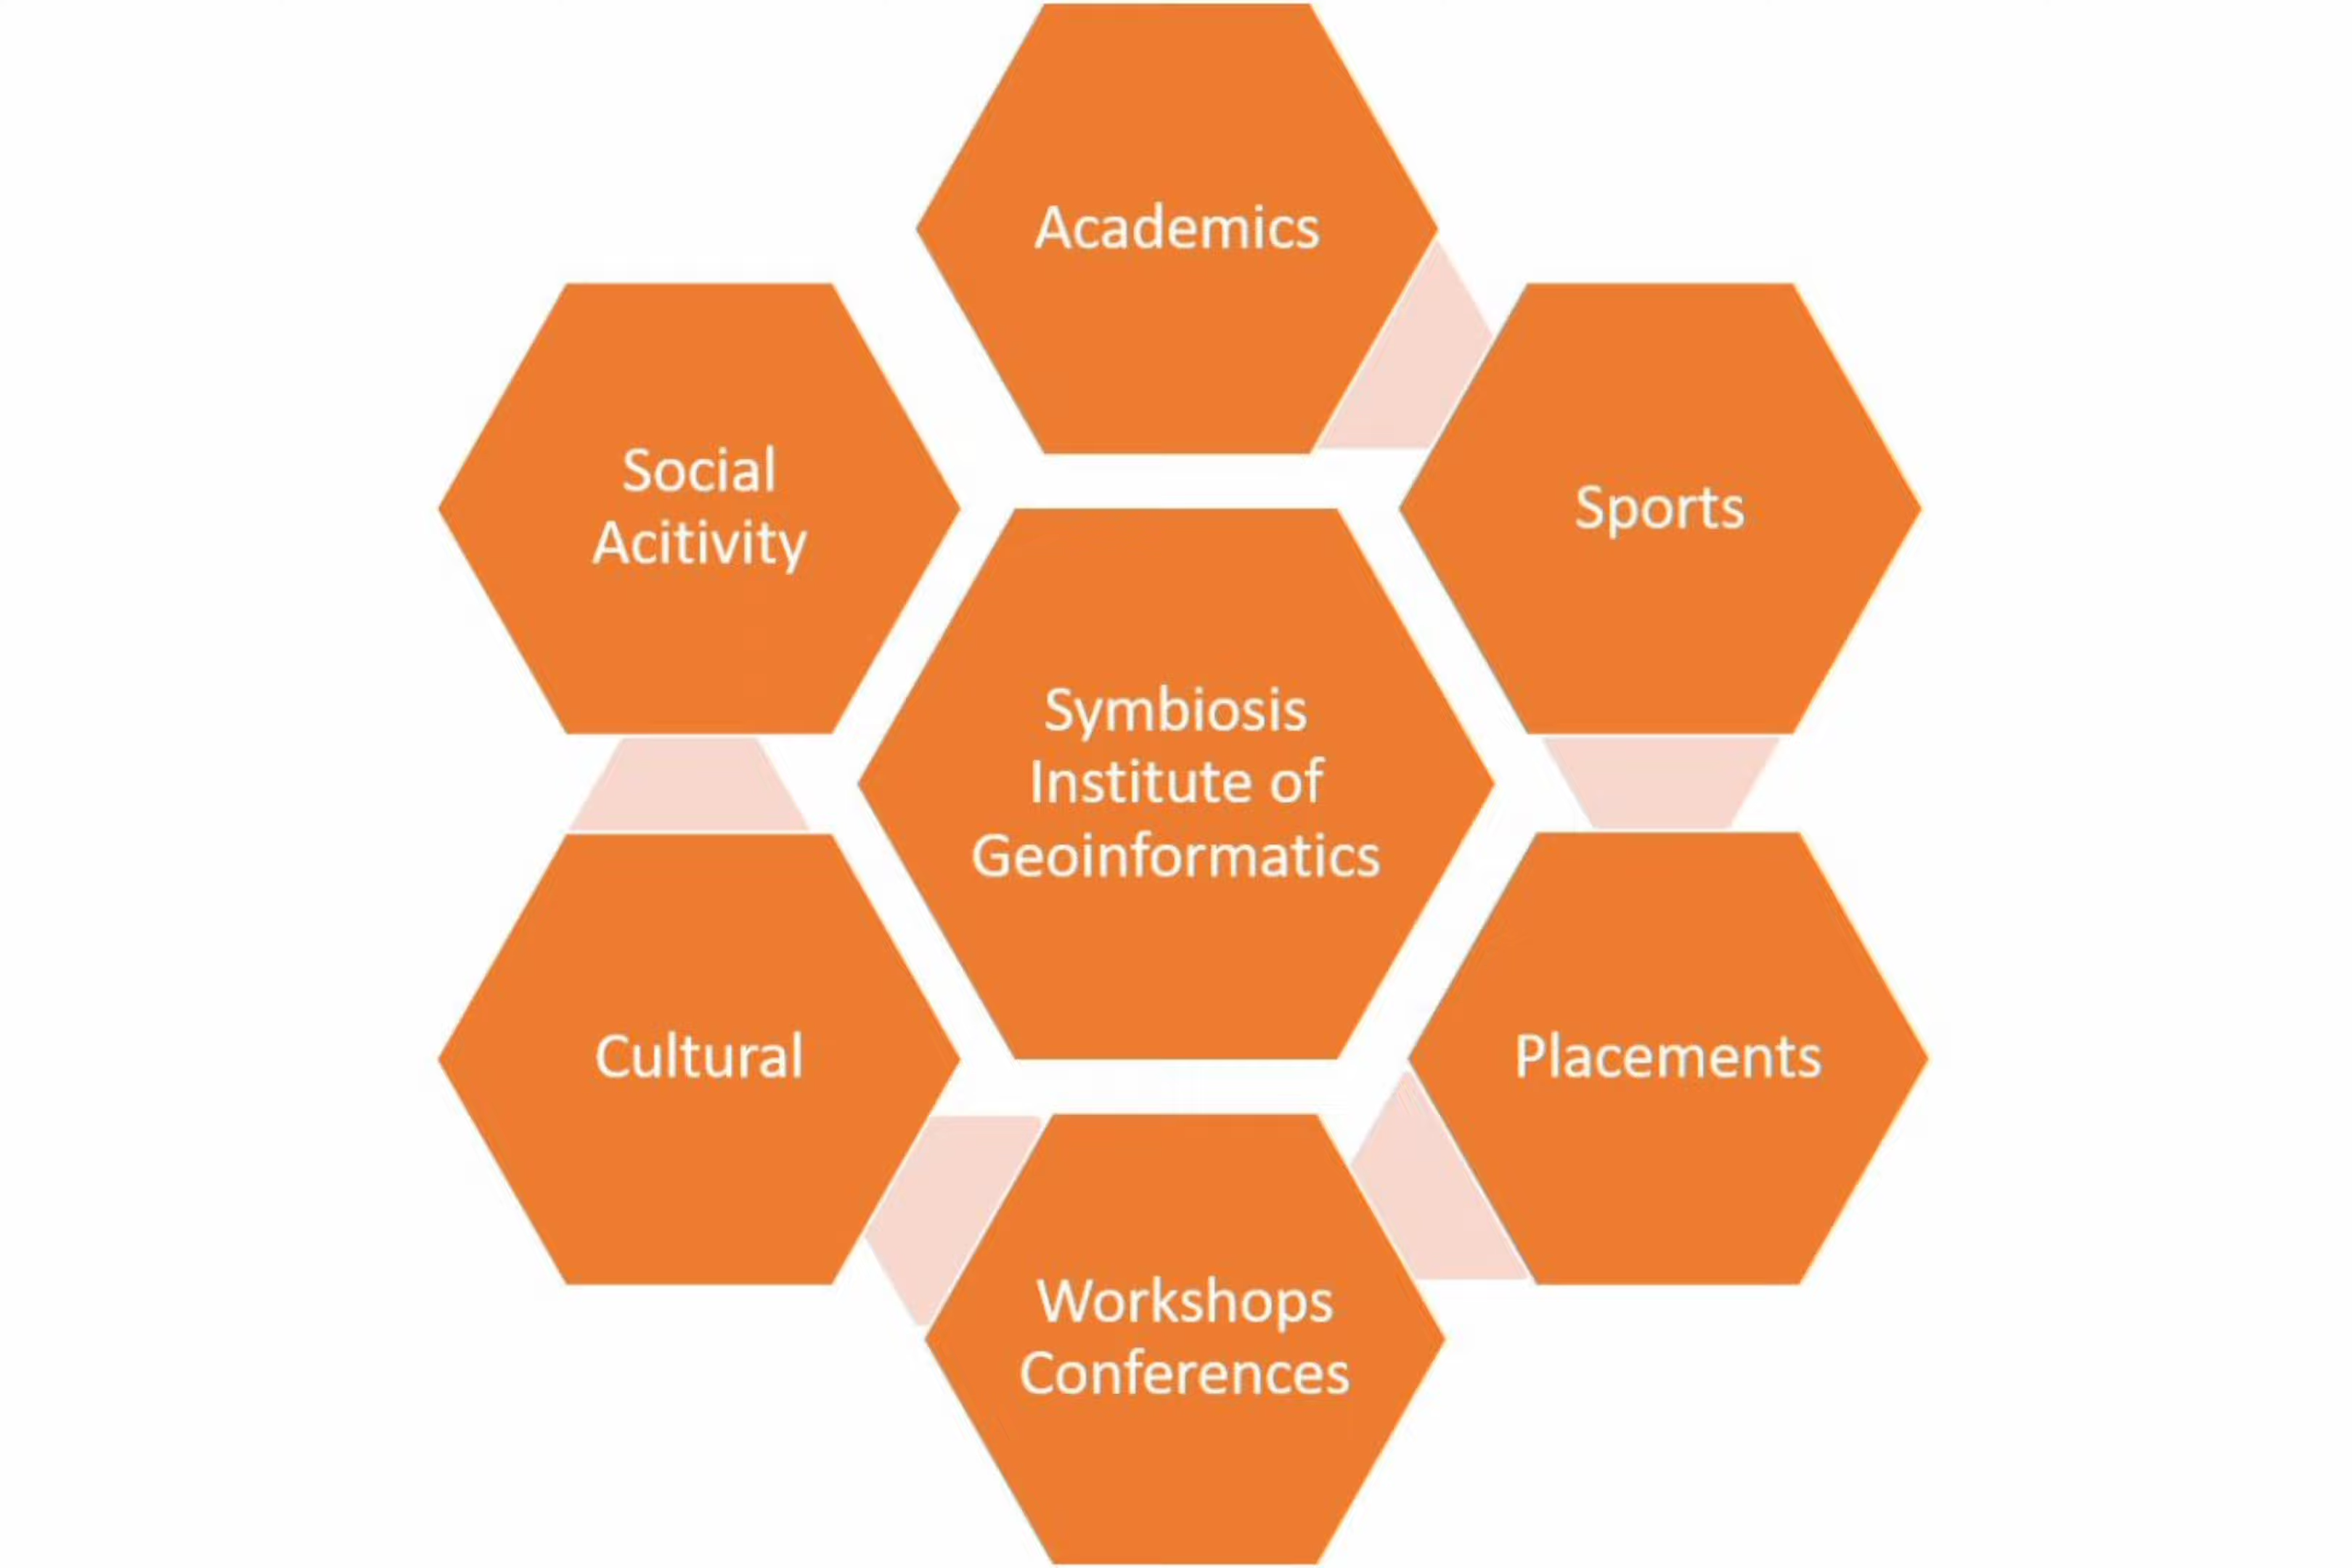 Academics
Social
Acitivity
Sports
Symbiosis
Institute of
Geoinformatics
Cultural
Placements
Workshops
Conferences